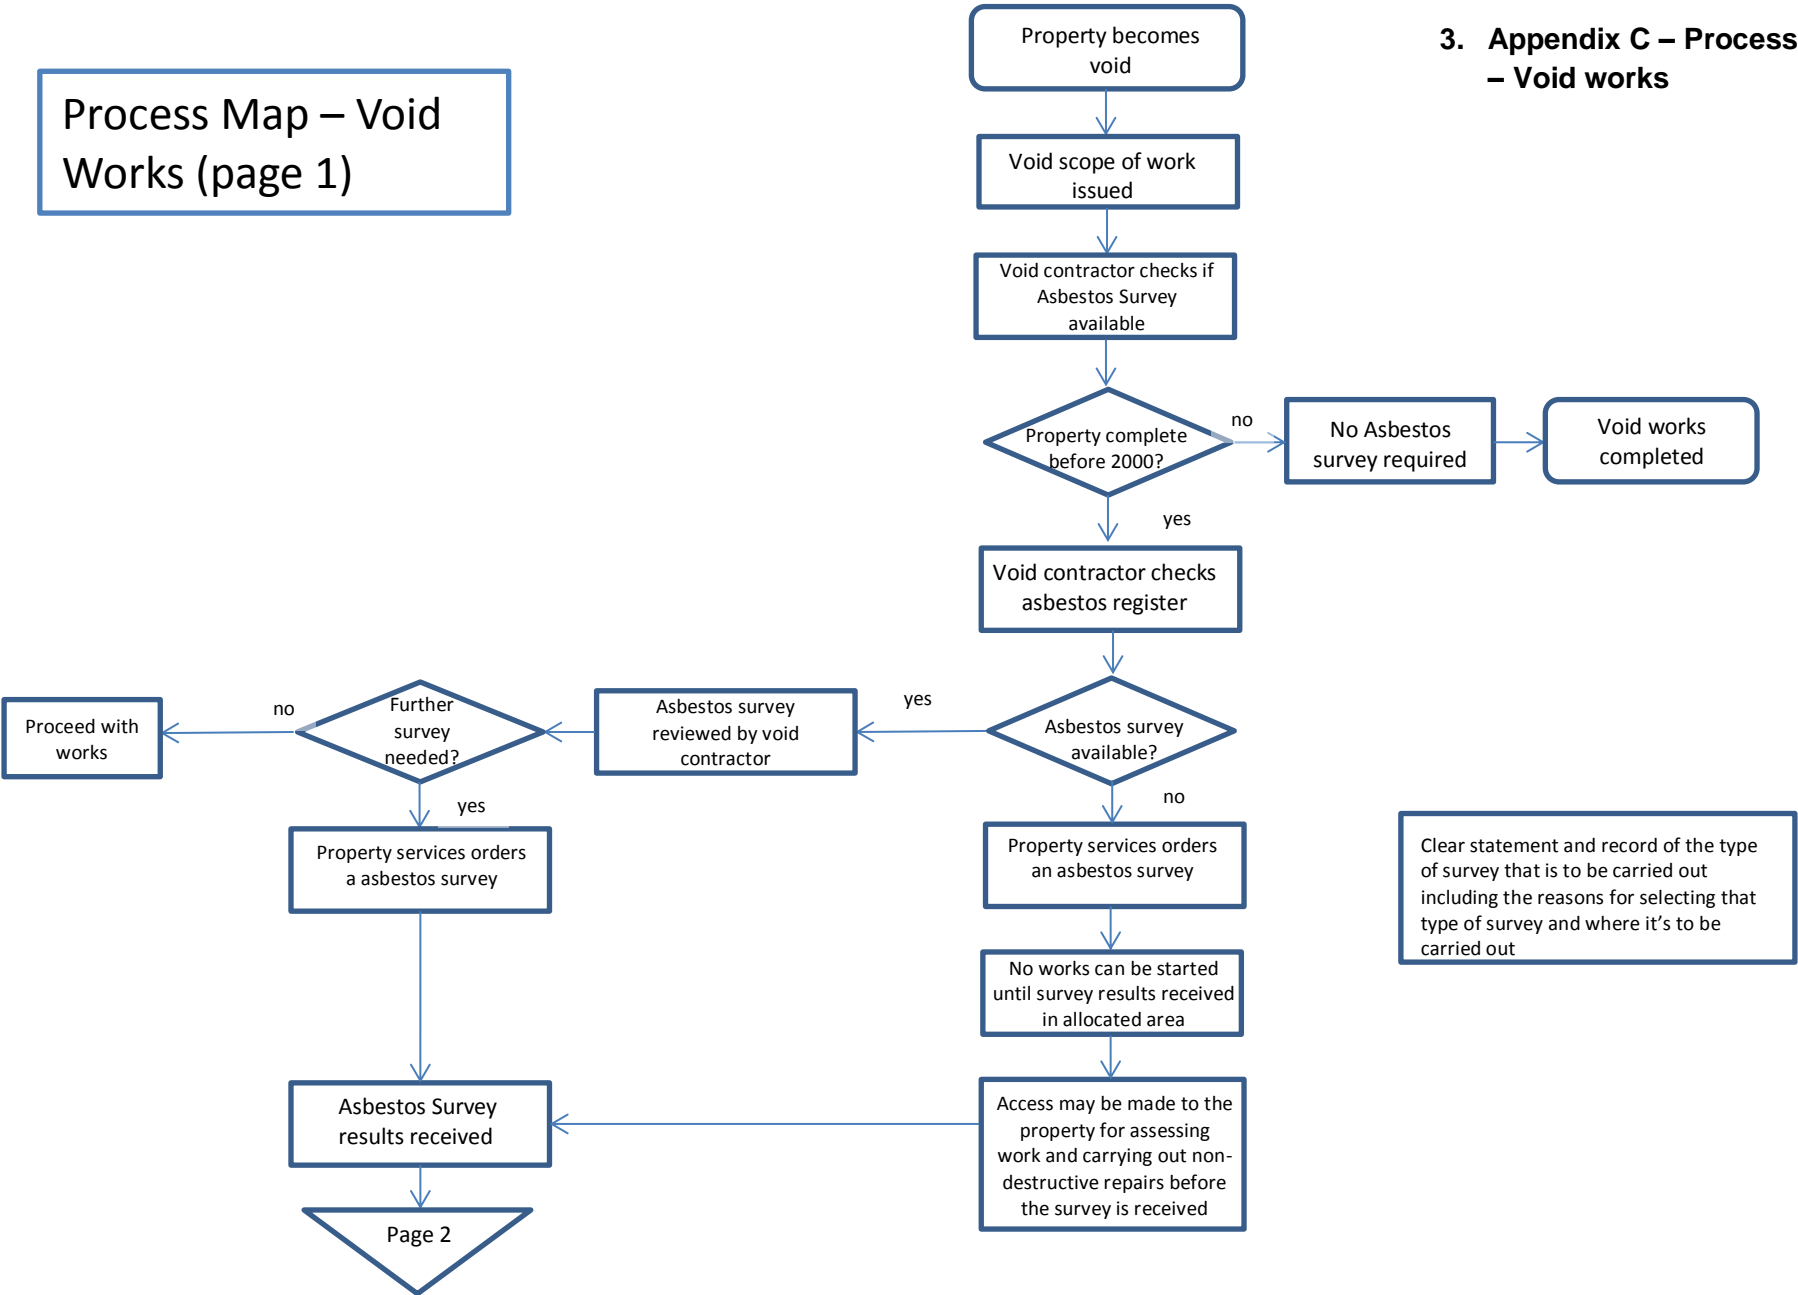 3. Appendix C – Process
– Void works
Process Map – Void
Works (page 1)
Property becomes
void
Void scope of work
issued
Void contractor checks if
Asbestos Survey
available
Property complete
before 2000?
no
No Asbestos
survey required
Void works
completed
yes
Void contractor checks
asbestos register
Asbestos survey
available?
yes
Asbestos survey
reviewed by void
contractor
Further
survey
needed?
no
Proceed with
works
yes
Property services orders
a asbestos survey
no
Property services orders
an asbestos survey
Clear statement and record of the type
of survey that is to be carried out
including the reasons for selecting that
type of survey and where it’s to be
carried out
No works can be started
until survey results received
in allocated area
Access may be made to the
property for assessing
work and carrying out non-
destructive repairs before
the survey is received
Asbestos Survey
results received
Page 2